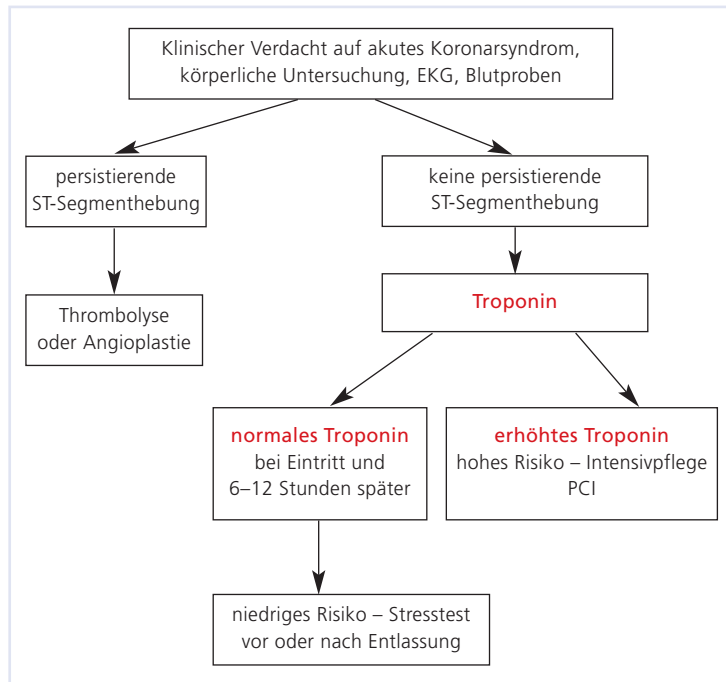 Klinischer Verdacht auf akutes Koronarsyndrom,
körperliche Untersuchung, EKG, Blutproben
persistierende
ST-Segmenthebung
keine persistierende
ST-Segmenthebung
Thrombolyse
oder Angioplastie
Troponin
normales Troponin
bei Eintritt und
6–12 Stunden später
erhöhtes Troponin
hohes Risiko – Intensivpflege
PCI
niedriges Risiko – Stresstest
vor oder nach Entlassung